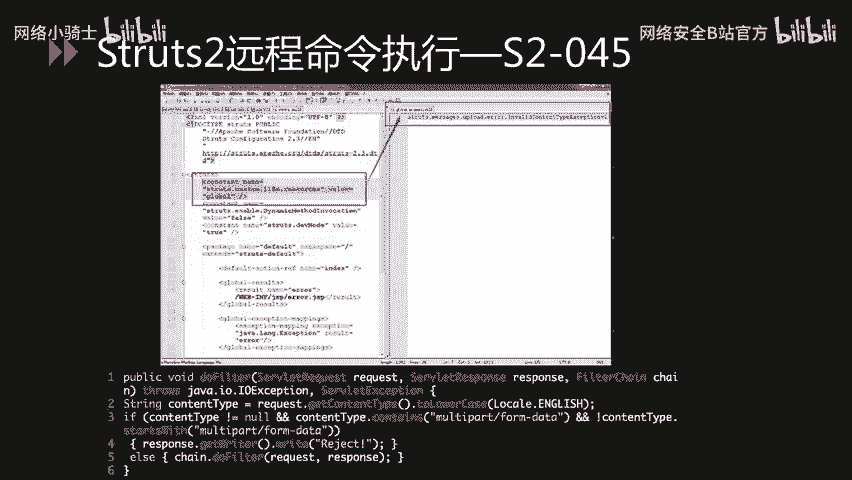 网络小骑士 bilibili
网络安全B站官方 bilibili
Struts2远程命令执行—S2-045
<?xml version="1.0" encoding="UTF-8" ?>
<!DOCTYPE struts PUBLIC
"-//Apache Software Foundation//DTD
Struts Configuration 2.3//EN"
"
http://struts.apache.org/dtds/struts-2.3.dt
d">
<constant name=
"struts.custom.i18n.resources" value=
"global" />
<constant name=
"struts.enable.DynamicMethodInvocation"
value="false" />
<constant name="struts.devMode" value=
"true" />
<package name="default" namespace="/"
extends="struts-default">
<default-action-ref name="index" />
<global-results>
<result name="error">
/WEB-INF/jsp/error.jsp</result>
</global-results>
<global-exception-mappings>
<exception-mapping exception=
"java.lang.Exception" result=
"error"/>
</global-exception-mappings>
struts.messages.upload.error.InvalidContentTypeException=1
1 public void doFilter(ServletRequest request, ServletResponse response, FilterChain chai
n) throws java.io.IOException, ServletException {
2 String contentType = request.getContentType().toLowerCase(Locale.ENGLISH);
3 if (contentType != null && contentType.contains("multipart/form-data") && !contentType.
startsWith("multipart/form-data"))
4 { response.getWriter().write("Reject!"); }
5 else { chain.doFilter(request, response); }
6 }